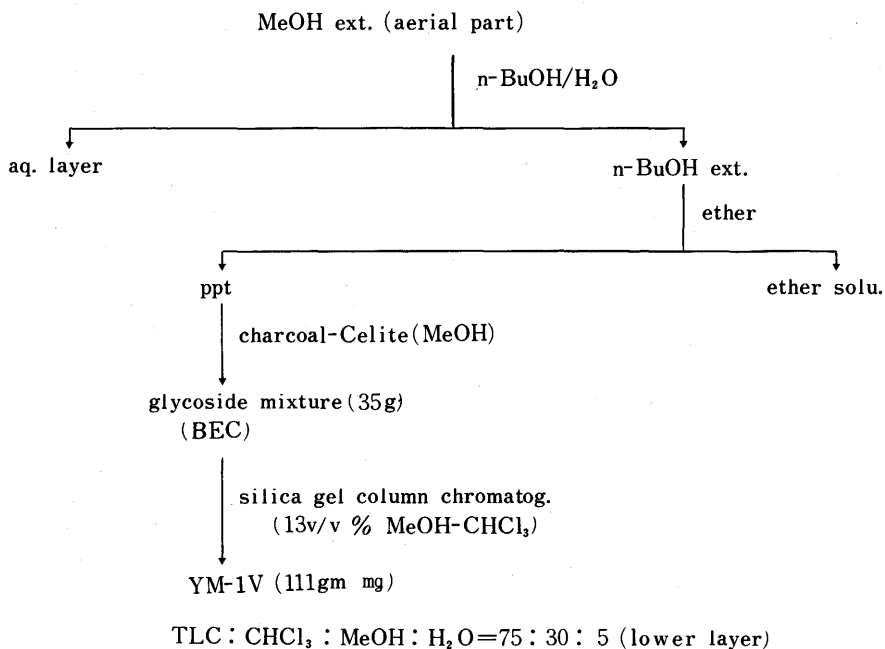 MeOH ext. (aerial part)
n-BuOH/H₂O
aq. layer
n-BuOH ext.
ether
ppt
ether solu.
charcoal-Celite(MeOH)
glycoside mixture(35g)
(BEC)
silica gel column chromatog.
(13v/v % MeOH-CHCl₃)
YM-1V (111gm mg)
TLC : CHCl₃ : MeOH : H₂O=75 : 30 : 5 (lower layer)